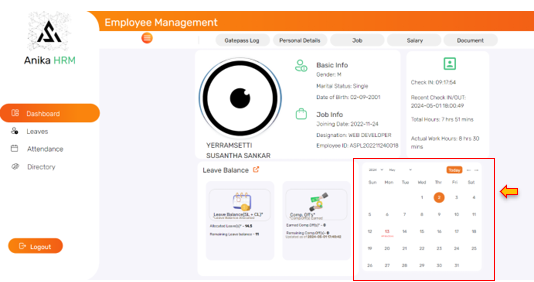 Employee Management
Anika HRM
Gatepass Log Personal Details Job Salary Document
Dashboard
Leaves
Attendance
Directory
Logout
Basic Info
Gender: M
Marital Status: Single
Date of Birth: 02-09-2001
Job Info
Joining Date: 2022-11-24
Designation: WEB DEVELOPER
Employee ID: ASPL202211240018
YERRAMSETTI
SUSANTHA SANKAR
Check IN: 09:17:54
Recent Check IN/OUT:
2024-05-01 18:00:49
Total Hours: 7 hrs 51 mins
Actual Work Hours: 8 hrs 30
mins
Leave Balance
Leave Balance(SL + CL)"
Allocated Leave(s)" - 14.5
Remaining Leave balance - 11
Comp. Off's"
Earned Comp.Off(s) - 0
Remaining Comp.Off(s) - 0
Today
Sun Mon Tue Wed Thu Fri Sat
1 2 3 4
5 6 7 8 9 10 11
12 13 14 15 16 17 18
19 20 21 22 23 24 25
26 27 28 29 30 31